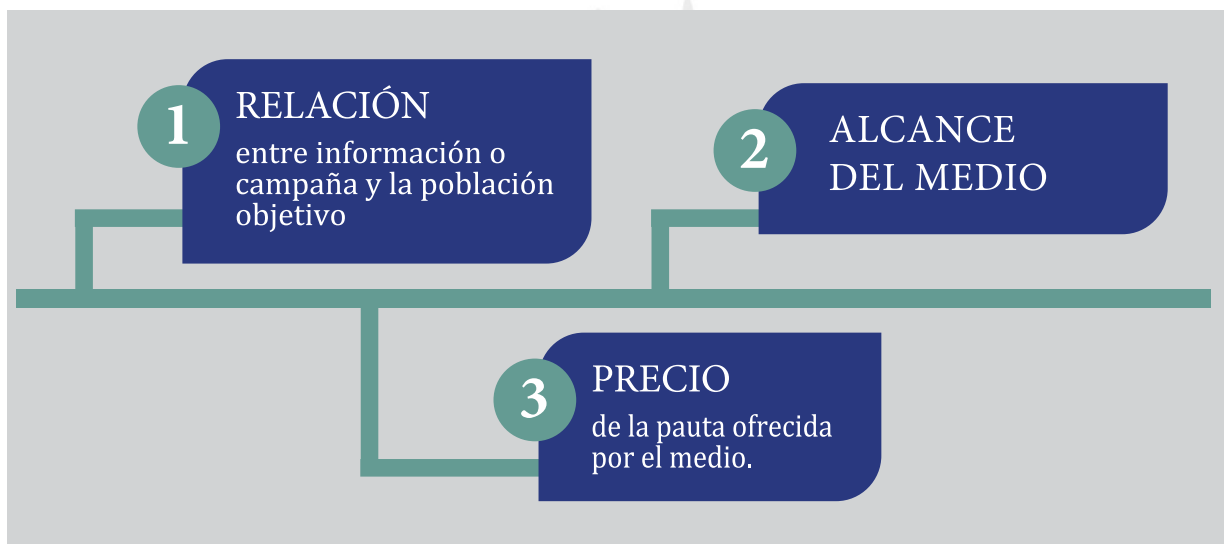 1
RELACIÓN
entre información o
campaña y la población
objetivo
2
ALCANCE
DEL MEDIO
3
PRECIO
de la pauta ofrecida
por el medio.